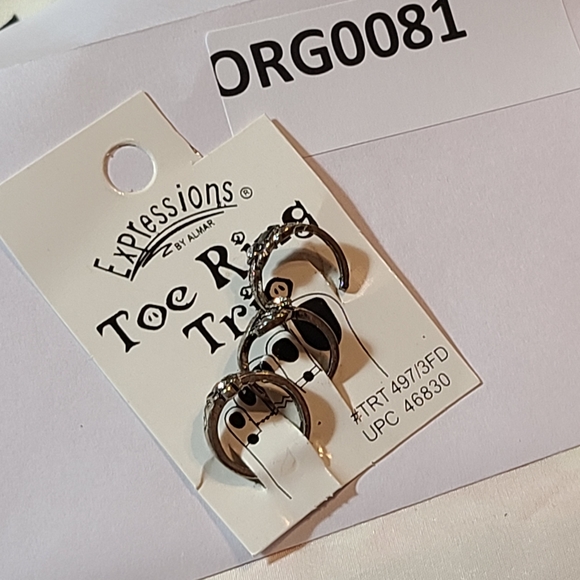 ORG0081
Expressions®
BY ALMAR
Toe Ring
Trio
#TRT 497/3FD
UPC 46830